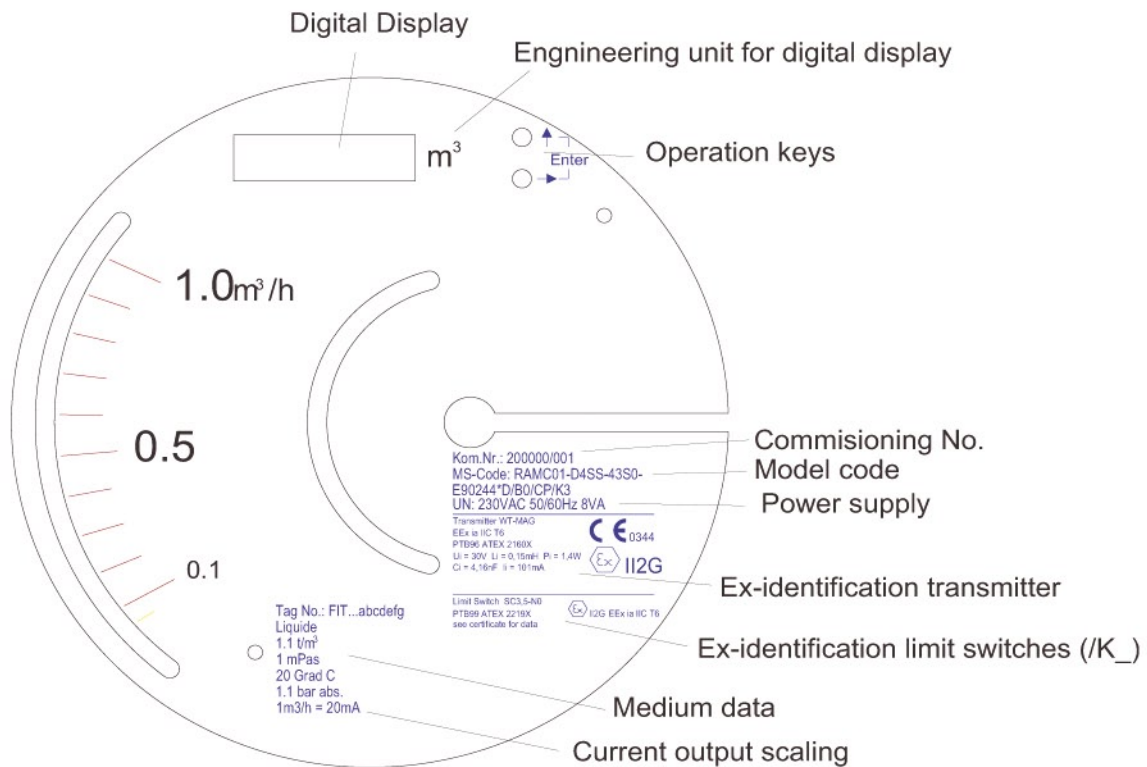 Digital Display
Engnineering unit for digital display
m³
Enter
Operation keys
1.0m³/h
0.5
0.1
Kom.Nr.: 200000/001
MS-Code: RAMC01-D4SS-43S0-
E90244*D/B0/CP/K3
UN: 230VAC 50/60Hz 8VA
Commisioning No.
Model code
Power supply
Transmitter WT-MAG
EEx ia IIC T6
PTB96 ATEX 2160X
Ui = 30V Li = 0,15mH Pi = 1,4W
Ci = 4,16nF Ii = 101mA
CE 0344
Ex II2G
Ex-identification transmitter
Limit Switch SC3,5-N0
PTB99 ATEX 2219X
see certificate for data
Ex II2G EEx ia IIC T6
Ex-identification limit switches (/K_)
Tag No.: FIT...abcdefg
Liquide
1.1 t/m³
1 mPas
20 Grad C
1.1 bar abs.
1m3/h = 20mA
Medium data
Current output scaling